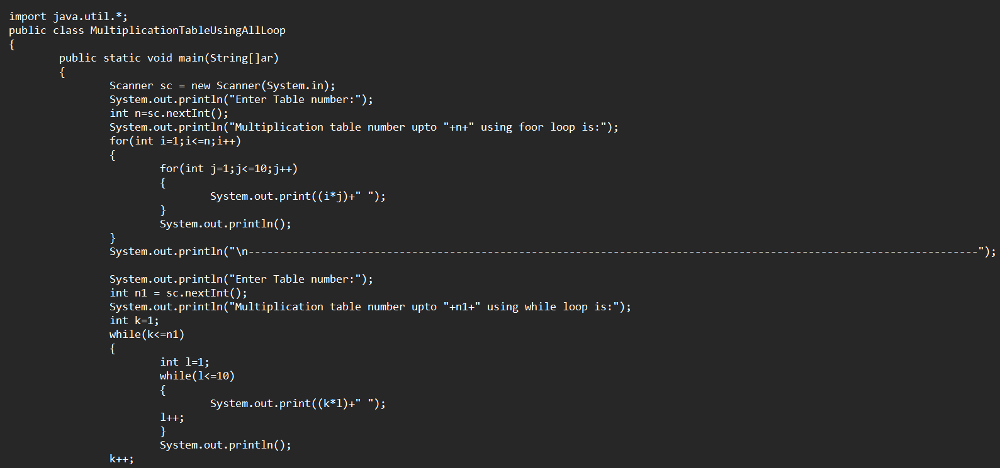 import java.util.*;
public class MultiplicationTableUsingAllLoop
{
        public static void main(String[]ar)
        {
                Scanner sc = new Scanner(System.in);
                System.out.println("Enter Table number:");
                int n=sc.nextInt();
                System.out.println("Multiplication table number upto "+n+" using foor loop is:");
                for(int i=1;i<=n;i++)
                {
                        for(int j=1;j<=10;j++)
                        {
                                System.out.print((i*j)+" ");
                        }
                        System.out.println();
                }
                System.out.println("\n--------------------------------------------------------------------------------------------------------------------");

                System.out.println("Enter Table number:");
                int n1 = sc.nextInt();
                System.out.println("Multiplication table number upto "+n1+" using while loop is:");
                int k=1;
                while(k<=n1)
                {
                        int l=1;
                        while(l<=10)
                        {
                                System.out.print((k*l)+" ");
                        l++;
                        }
                        System.out.println();
                k++;